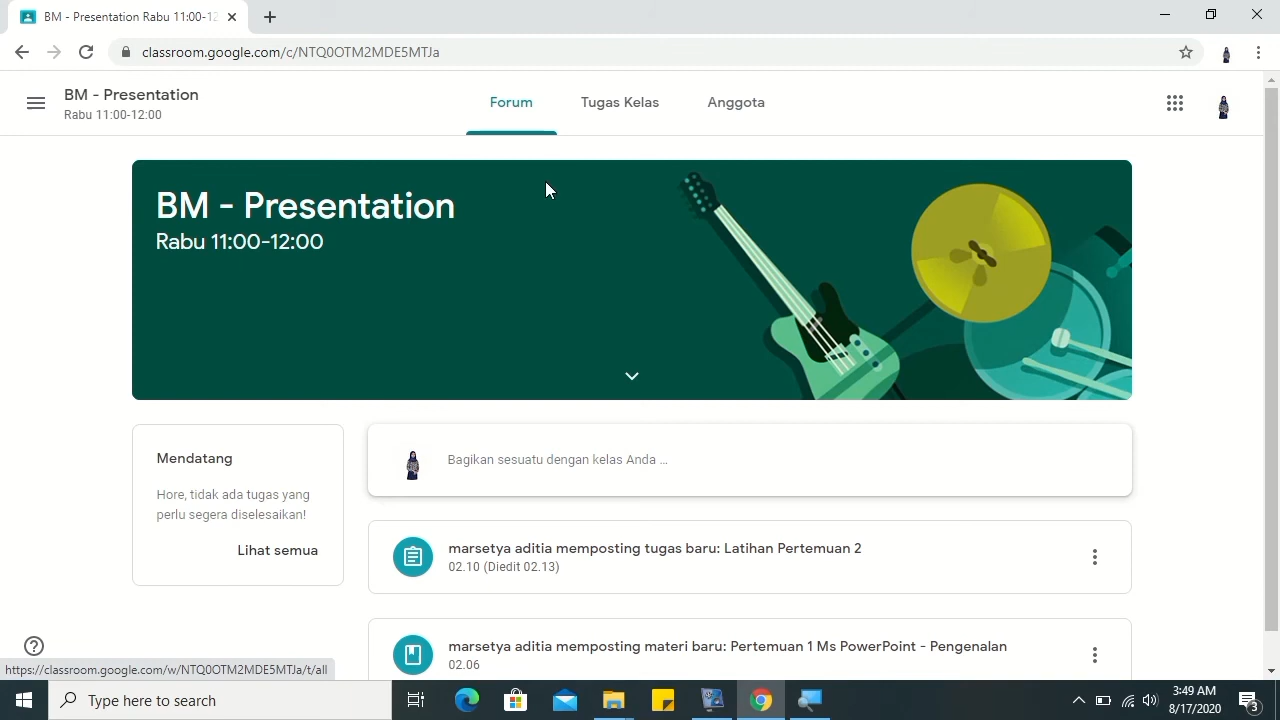 BM - Presentation Rabu 11:00-12
classroom.google.com/c/NTQ0OTM2MDE5MTJa
BM - Presentation
Rabu 11:00-12:00
Forum
Tugas Kelas
Anggota
BM - Presentation
Rabu 11:00-12:00
Mendatang
Hore, tidak ada tugas yang
perlu segera diselesaikan!
Lihat semua
Bagikan sesuatu dengan kelas Anda ...
marsetya aditia memposting tugas baru: Latihan Pertemuan 2
02.10 (Diedit 02.13)
marsetya aditia memposting materi baru: Pertemuan 1 Ms PowerPoint - Pengenalan
02.06
https://classroom.google.com/w/NTQ0OTM2MDE5MTJa/t/all
Type here to search
3:49 AM
8/17/2020
3